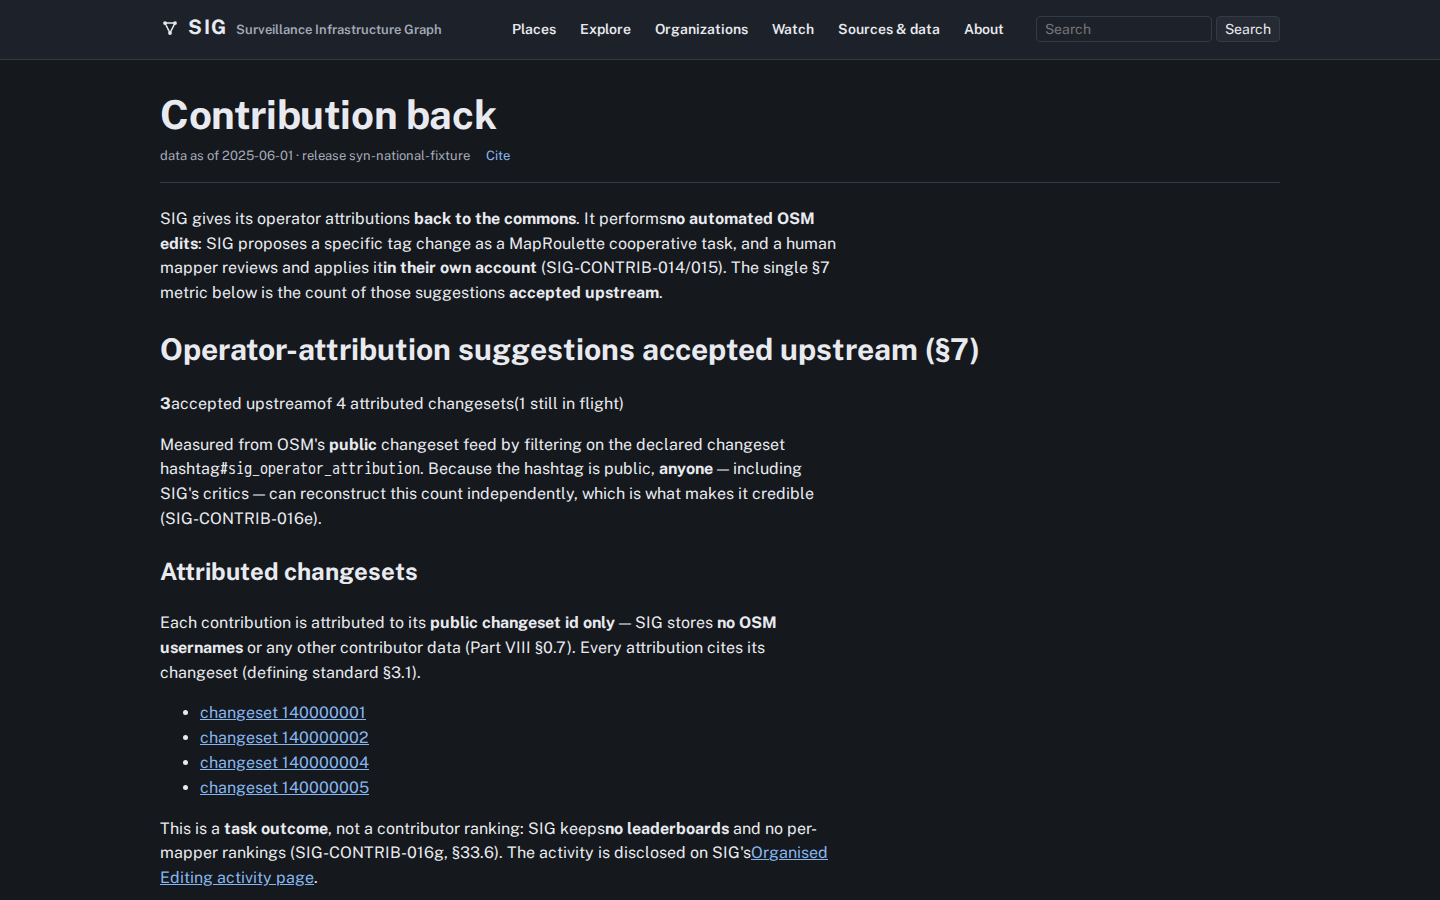 SIG Surveillance Infrastructure Graph Places Explore Organizations Watch Sources & data About Search Search
Contribution back
data as of 2025-06-01 · release syn-national-fixture Cite
SIG gives its operator attributions back to the commons. It performsno automated OSM
edits: SIG proposes a specific tag change as a MapRoulette cooperative task, and a human
mapper reviews and applies itin their own account (SIG-CONTRIB-014/015). The single §7
metric below is the count of those suggestions accepted upstream.
Operator-attribution suggestions accepted upstream (§7)
3accepted upstreamof 4 attributed changesets(1 still in flight)
Measured from OSM's public changeset feed by filtering on the declared changeset
hashtag#sig_operator_attribution. Because the hashtag is public, anyone — including
SIG's critics — can reconstruct this count independently, which is what makes it credible
(SIG-CONTRIB-016e).
Attributed changesets
Each contribution is attributed to its public changeset id only — SIG stores no OSM
usernames or any other contributor data (Part VIII §0.7). Every attribution cites its
changeset (defining standard §3.1).
• changeset 140000001
• changeset 140000002
• changeset 140000004
• changeset 140000005
This is a task outcome, not a contributor ranking: SIG keepsno leaderboards and no per-
mapper rankings (SIG-CONTRIB-016g, §33.6). The activity is disclosed on SIG'sOrganised
Editing activity page.